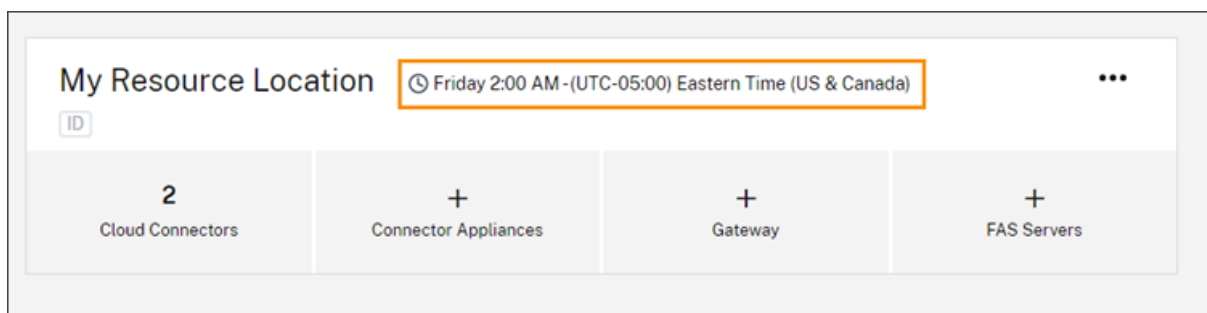 My Resource Location
Friday 2:00 AM-(UTC-05:00) Eastern Time (US & Canada)
ID
2
Cloud Connectors
+
Connector Appliances
+
Gateway
+
FAS Servers